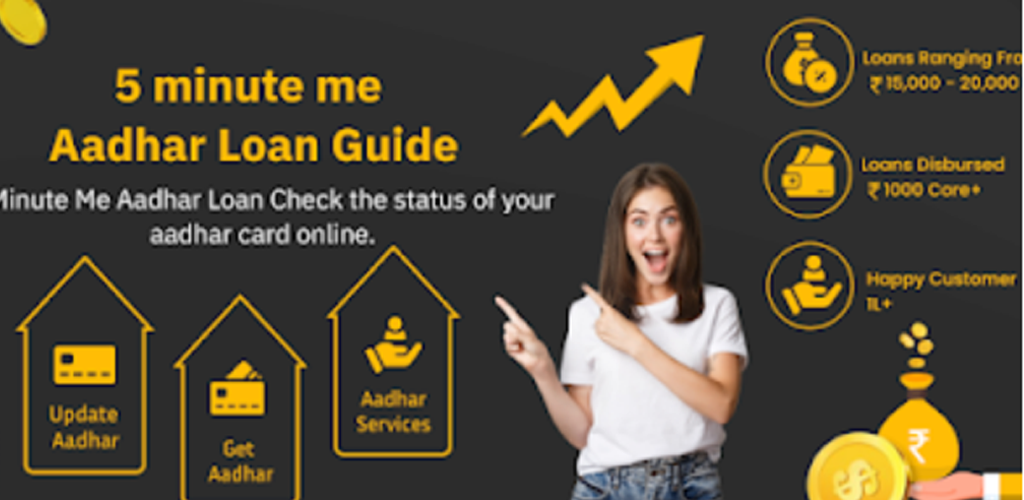 5 minute me
Aadhar Loan Guide
Minute Me Aadhar Loan Check the status of your
aadhar card online.
Update
Aadhar
Get
Aadhar
Aadhar
Services
Loans Ranging Fro
₹ 15,000 - 20,000
Loans Disbursed
₹ 1000 Core+
Happy Customer
1L+
₹
$